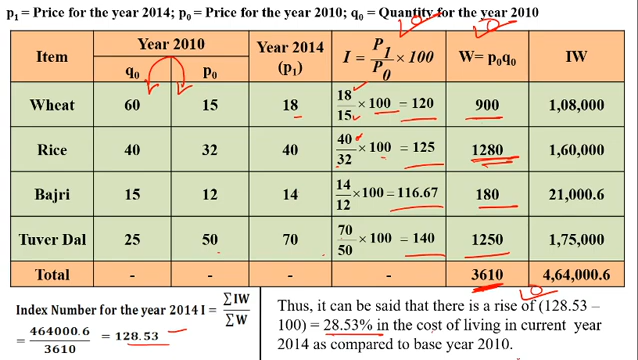 p₁ = Price for the year 2014; p₀ = Price for the year 2010; q₀ = Quantity for the year 2010
Item Year 2010 Year 2014 (p₁) I = P₁/P₀ × 100 W= p₀q₀ IW
q₀ p₀
Wheat 60 15 18 18/15 × 100 = 120 900 1,08,000
Rice 40 32 40 40/32 × 100 = 125 1280 1,60,000
Bajri 15 12 14 14/12 × 100 = 116.67 180 21,000.6
Tuver Dal 25 50 70 70/50 × 100 = 140 1250 1,75,000
Total - - - - 3610 4,64,000.6
Index Number for the year 2014 I = ∑IW/∑W
= 464000.6/3610 = 128.53
Thus, it can be said that there is a rise of (128.53 –
100) = 28.53% in the cost of living in current year
2014 as compared to base year 2010.